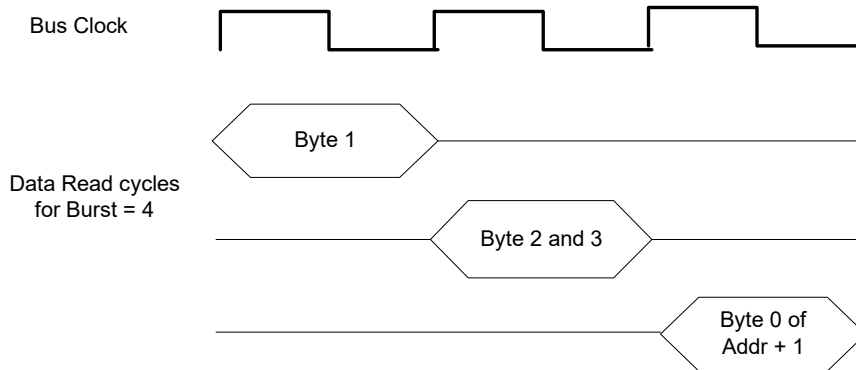 Bus Clock
Byte 1
Data Read cycles
for Burst = 4
Byte 2 and 3
Byte 0 of
Addr + 1